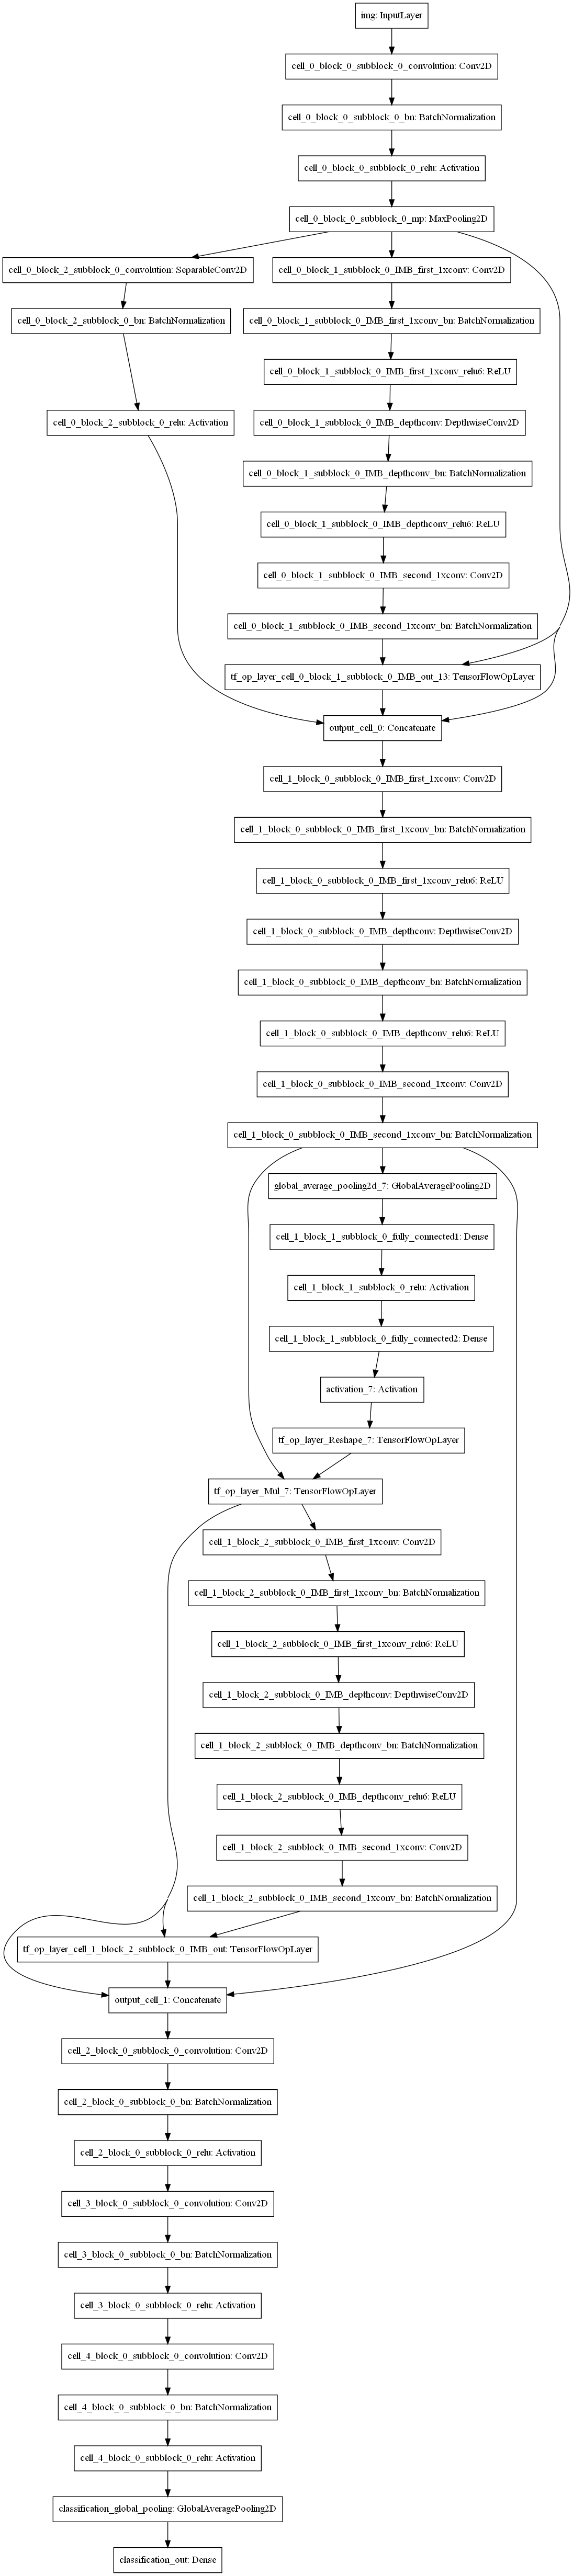 img: InputLayer
cell_0_block_0_subblock_0_convolution: Conv2D
cell_0_block_0_subblock_0_bn: BatchNormalization
cell_0_block_0_subblock_0_relu: Activation
cell_0_block_0_subblock_0_mp: MaxPooling2D
cell_0_block_2_subblock_0_convolution: SeparableConv2D
cell_0_block_1_subblock_0_IMB_first_1xconv: Conv2D
cell_0_block_2_subblock_0_bn: BatchNormalization
cell_0_block_1_subblock_0_IMB_first_1xconv_bn: BatchNormalization
cell_0_block_1_subblock_0_IMB_first_1xconv_relu6: ReLU
cell_0_block_2_subblock_0_relu: Activation
cell_0_block_1_subblock_0_IMB_depthconv: DepthwiseConv2D
cell_0_block_1_subblock_0_IMB_depthconv_bn: BatchNormalization
cell_0_block_1_subblock_0_IMB_depthconv_relu6: ReLU
cell_0_block_1_subblock_0_IMB_second_1xconv: Conv2D
cell_0_block_1_subblock_0_IMB_second_1xconv_bn: BatchNormalization
tf_op_layer_cell_0_block_1_subblock_0_IMB_out_13: TensorFlowOpLayer
output_cell_0: Concatenate
cell_1_block_0_subblock_0_IMB_first_1xconv: Conv2D
cell_1_block_0_subblock_0_IMB_first_1xconv_bn: BatchNormalization
cell_1_block_0_subblock_0_IMB_first_1xconv_relu6: ReLU
cell_1_block_0_subblock_0_IMB_depthconv: DepthwiseConv2D
cell_1_block_0_subblock_0_IMB_depthconv_bn: BatchNormalization
cell_1_block_0_subblock_0_IMB_depthconv_relu6: ReLU
cell_1_block_0_subblock_0_IMB_second_1xconv: Conv2D
cell_1_block_0_subblock_0_IMB_second_1xconv_bn: BatchNormalization
global_average_pooling2d_7: GlobalAveragePooling2D
cell_1_block_1_subblock_0_fully_connected1: Dense
cell_1_block_1_subblock_0_relu: Activation
cell_1_block_1_subblock_0_fully_connected2: Dense
activation_7: Activation
tf_op_layer_Reshape_7: TensorFlowOpLayer
tf_op_layer_Mul_7: TensorFlowOpLayer
cell_1_block_2_subblock_0_IMB_first_1xconv: Conv2D
cell_1_block_2_subblock_0_IMB_first_1xconv_bn: BatchNormalization
cell_1_block_2_subblock_0_IMB_first_1xconv_relu6: ReLU
cell_1_block_2_subblock_0_IMB_depthconv: DepthwiseConv2D
cell_1_block_2_subblock_0_IMB_depthconv_bn: BatchNormalization
cell_1_block_2_subblock_0_IMB_depthconv_relu6: ReLU
cell_1_block_2_subblock_0_IMB_second_1xconv: Conv2D
cell_1_block_2_subblock_0_IMB_second_1xconv_bn: BatchNormalization
tf_op_layer_cell_1_block_2_subblock_0_IMB_out: TensorFlowOpLayer
output_cell_1: Concatenate
cell_2_block_0_subblock_0_convolution: Conv2D
cell_2_block_0_subblock_0_bn: BatchNormalization
cell_2_block_0_subblock_0_relu: Activation
cell_3_block_0_subblock_0_convolution: Conv2D
cell_3_block_0_subblock_0_bn: BatchNormalization
cell_3_block_0_subblock_0_relu: Activation
cell_4_block_0_subblock_0_convolution: Conv2D
cell_4_block_0_subblock_0_bn: BatchNormalization
cell_4_block_0_subblock_0_relu: Activation
classification_global_pooling: GlobalAveragePooling2D
classification_out: Dense